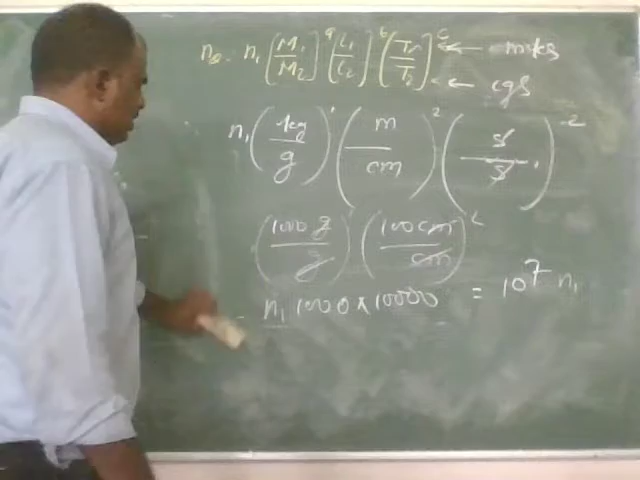 n₂ = n₁ [M₁/M₂]ᵃ [L₁/L₂]ᵇ [T₁/T₂]ᶜ ← mks
← cgs
n₁ (kg/g)¹ (m/cm)² (s/s)⁻²
(1000 g/g) (100 cm/cm)²
= n₁ 1000 x 10000 = 10⁷ n₁